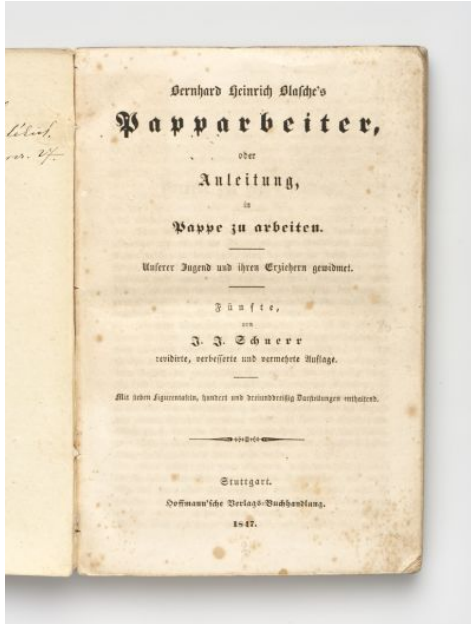 Bernhard Heinrich Blasche's
Papparbeiter,
oder
Anleitung,
in
Pappe zu arbeiten.
Unserer Jugend und ihren Erziehern gewidmet.
Fünfte,
von
J. J. Schnerr
revidirte, verbesserte und vermehrte Auflage.
Mit sieben Figurentafeln, hundert und dreiunddreißig Darstellungen enthaltend.
Stuttgart.
Hoffmann'sche Verlags-Buchhandlung.
1847.